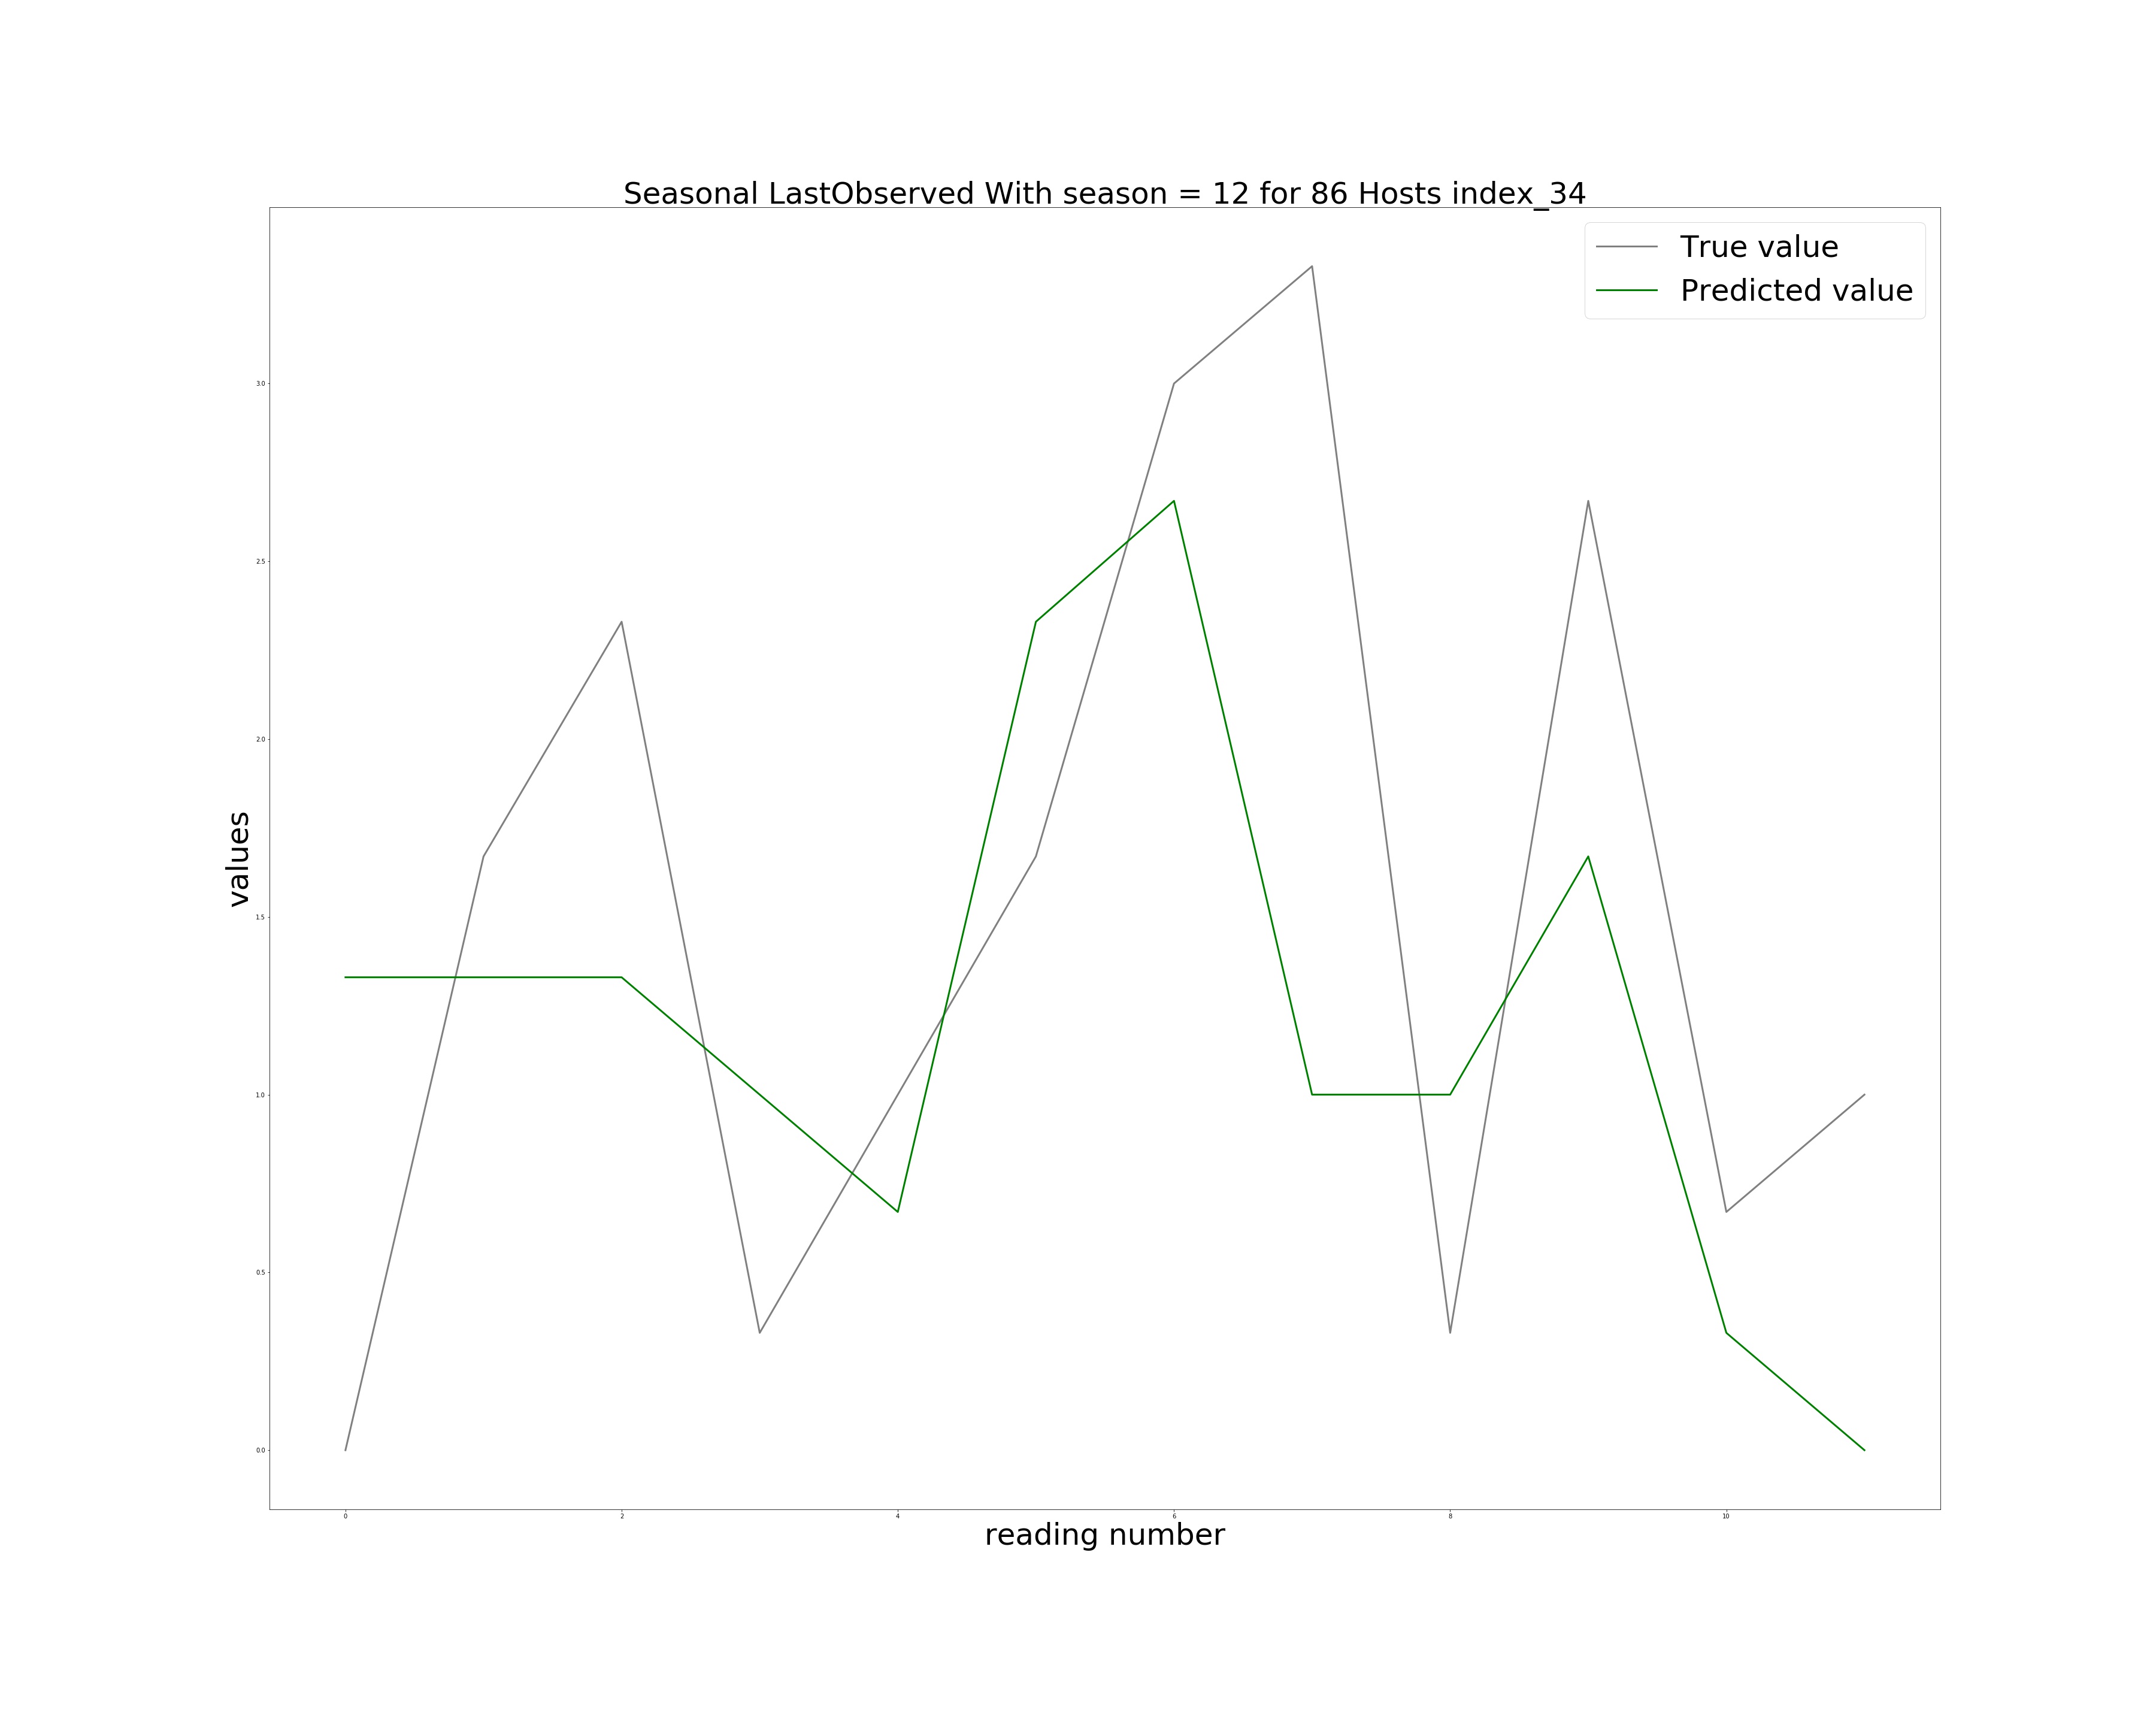 Seasonal LastObserved With season = 12 for 86 Hosts index_34
True value
Predicted value
3.0
2.5
2.0
1.5
1.0
0.5
0.0
values
0 2 4 6 8 10
reading number